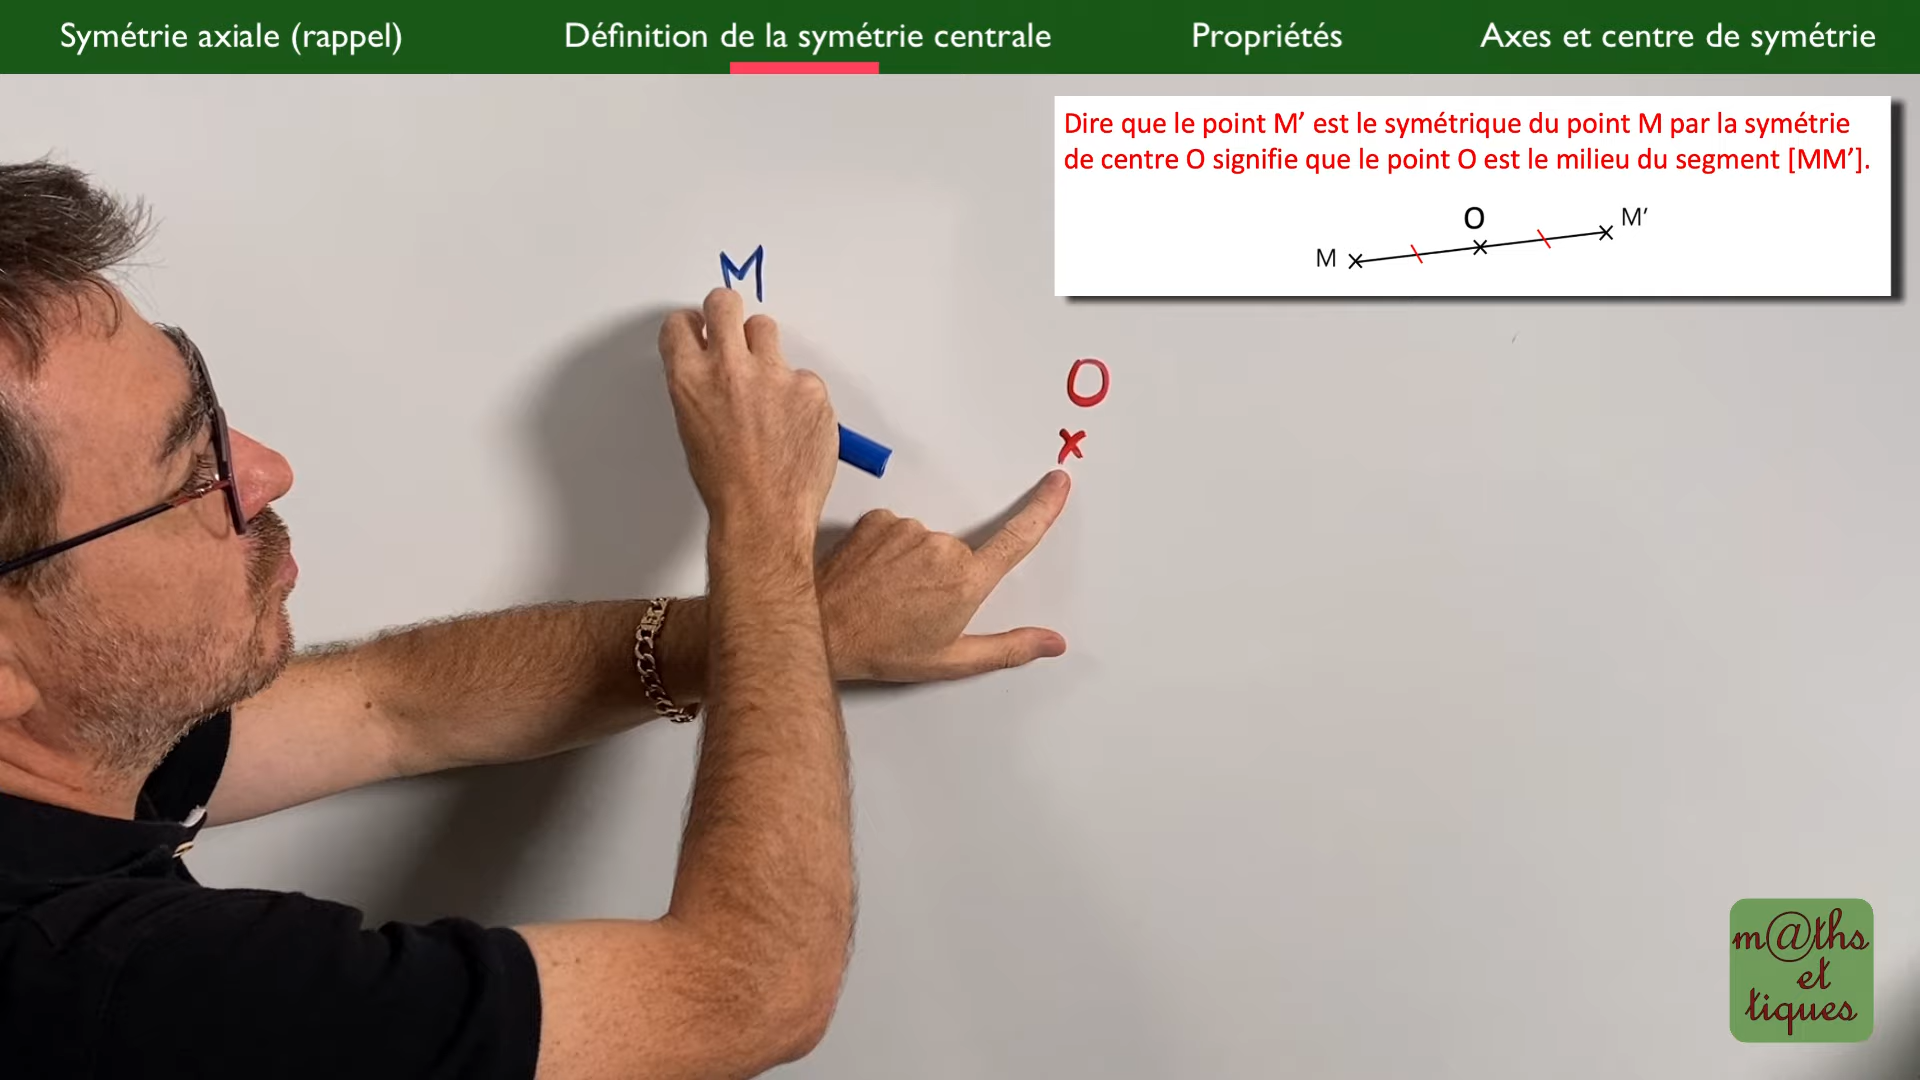 Symétrie axiale (rappel) Définition de la symétrie centrale Propriétés Axes et centre de symétrie
Dire que le point M’ est le symétrique du point M par la symétrie
de centre O signifie que le point O est le milieu du segment [MM’].
O
M’
M
M
O
m@ths
et
tiques